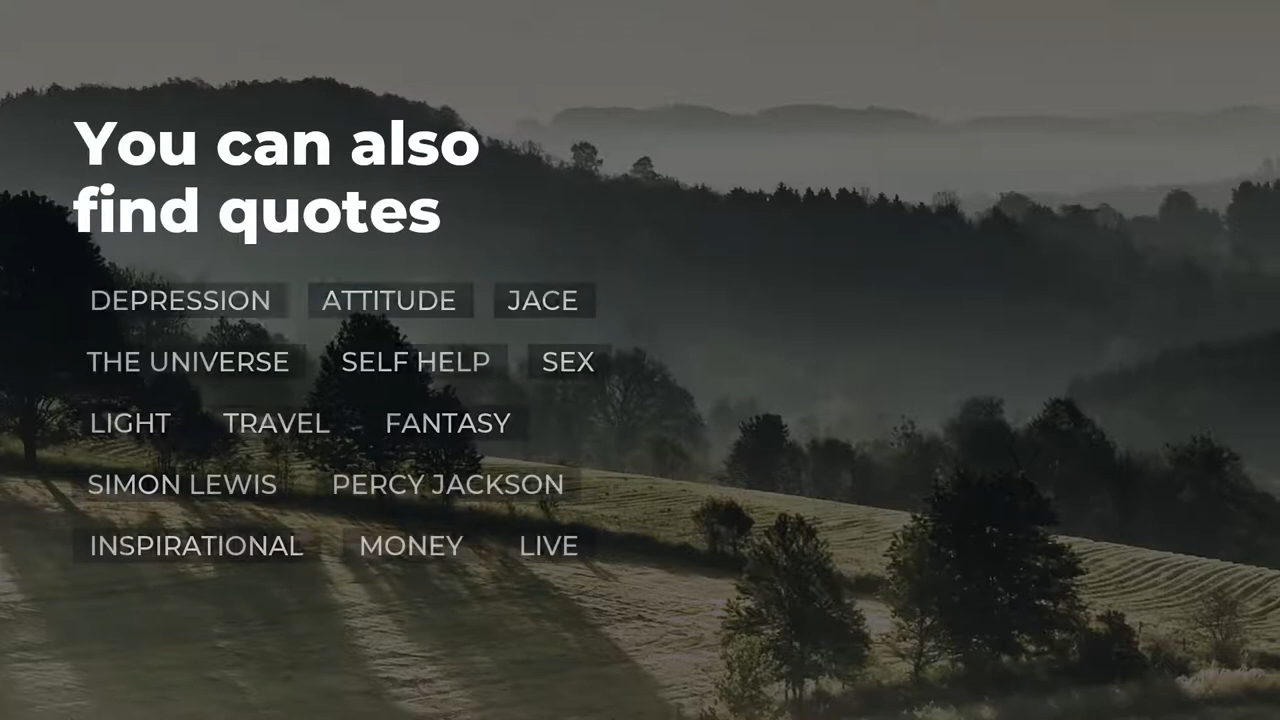 You can also
find quotes
DEPRESSION ATTITUDE JACE
THE UNIVERSE SELF HELP SEX
LIGHT TRAVEL FANTASY
SIMON LEWIS PERCY JACKSON
INSPIRATIONAL MONEY LIVE